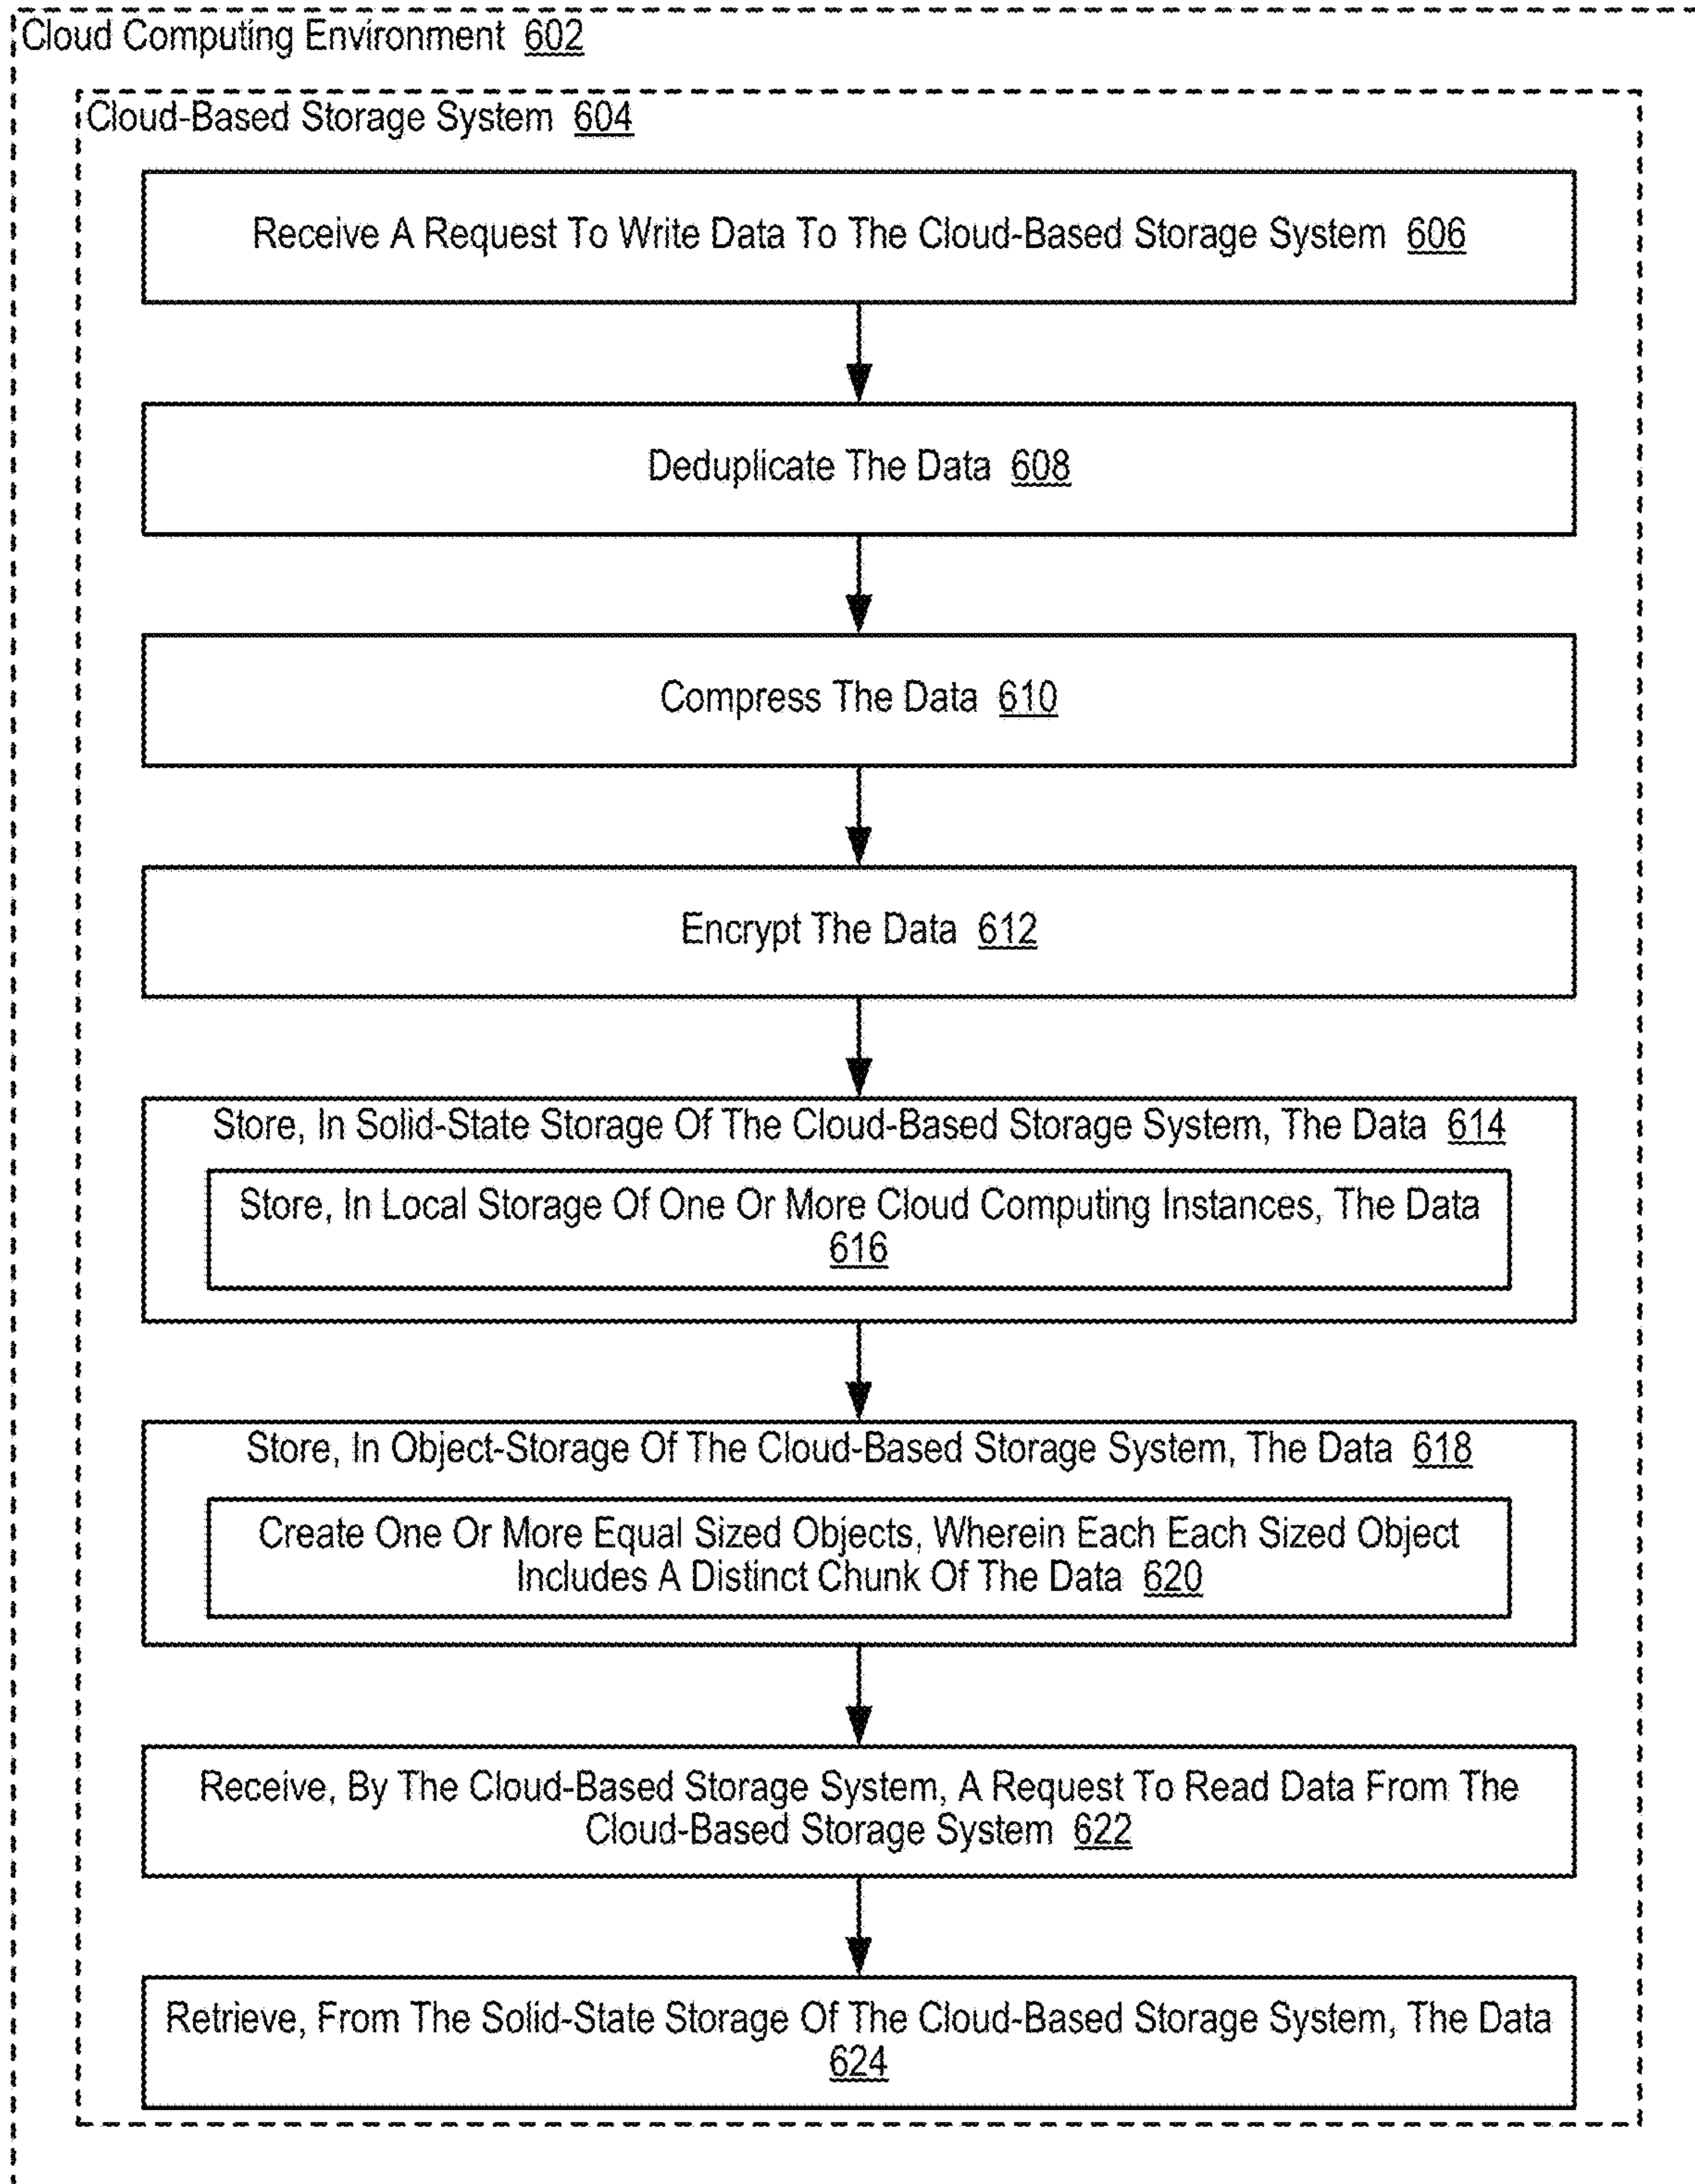 Cloud Computing Environment 602
Cloud-Based Storage System 604
Receive A Request To Write Data To The Cloud-Based Storage System 606
Deduplicate The Data 608
Compress The Data 610
Encrypt The Data 612
Store, In Solid-State Storage Of The Cloud-Based Storage System, The Data 614
Store, In Local Storage Of One Or More Cloud Computing Instances, The Data
616
Store, In Object-Storage Of The Cloud-Based Storage System, The Data 618
Create One Or More Equal Sized Objects, Wherein Each Each Sized Object
Includes A Distinct Chunk Of The Data 620
Receive, By The Cloud-Based Storage System, A Request To Read Data From The
Cloud-Based Storage System 622
Retrieve, From The Solid-State Storage Of The Cloud-Based Storage System, The Data
624